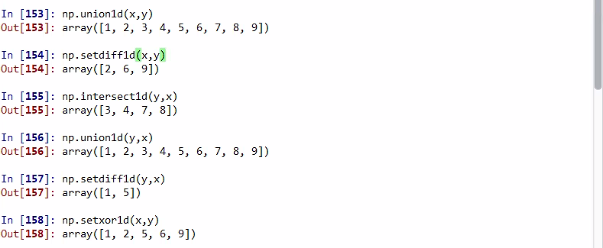 In [153]: np.union1d(x,y)
Out[153]: array([1, 2, 3, 4, 5, 6, 7, 8, 9])
In [154]: np.setdiff1d(x,y)
Out[154]: array([2, 6, 9])
In [155]: np.intersect1d(y,x)
Out[155]: array([3, 4, 7, 8])
In [156]: np.union1d(y,x)
Out[156]: array([1, 2, 3, 4, 5, 6, 7, 8, 9])
In [157]: np.setdiff1d(y,x)
Out[157]: array([1, 5])
In [158]: np.setxor1d(x,y)
Out[158]: array([1, 2, 5, 6, 9])